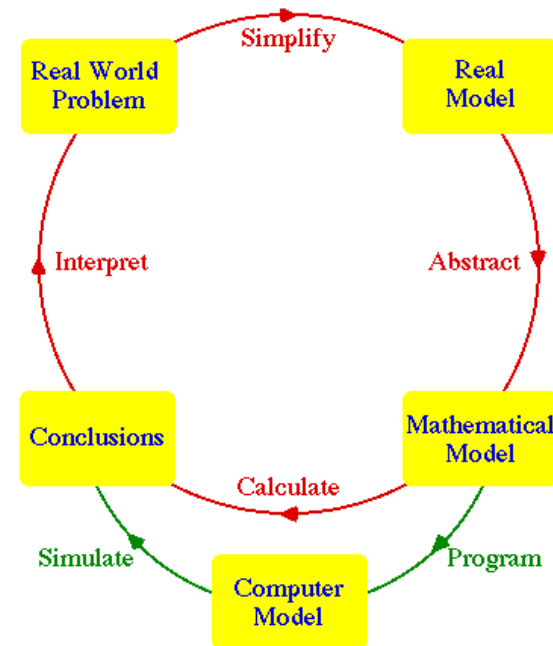 Simplify
Real World
Problem
Real
Model
Interpret
Abstract
Conclusions
Mathematical
Model
Calculate
Simulate
Program
Computer
Model